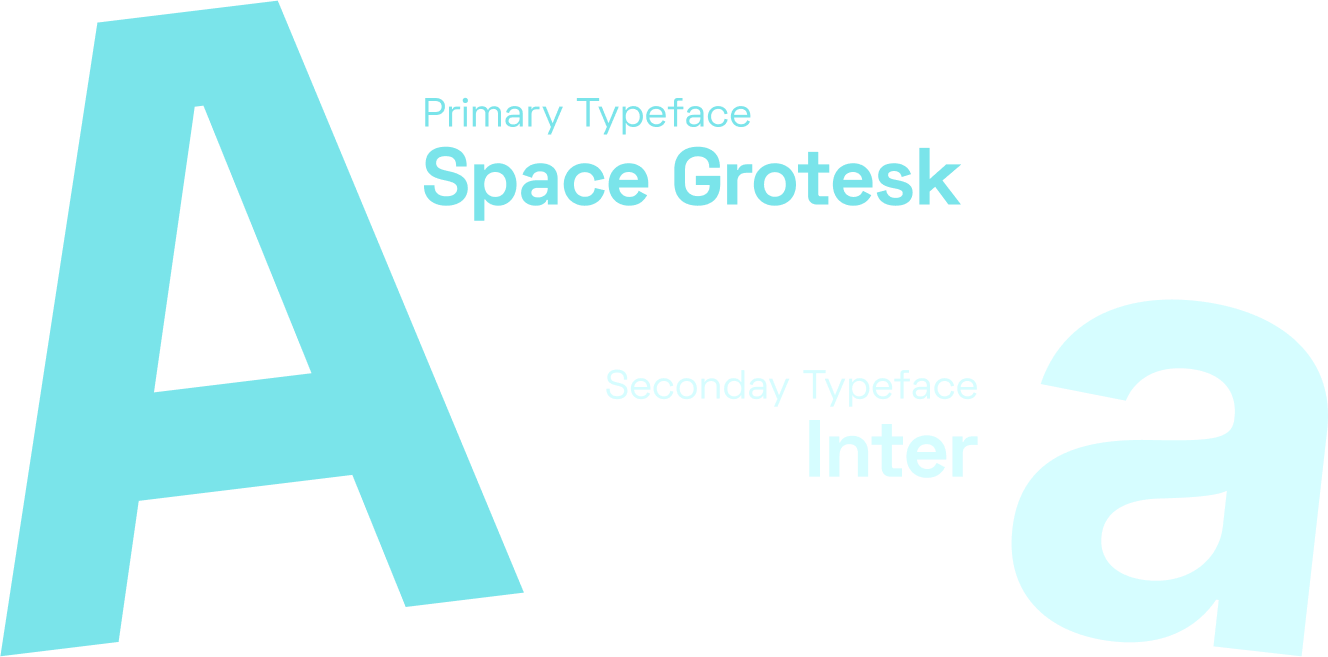 A
Primary Typeface
Space Grotesk
Seconday Typeface
Inter
a